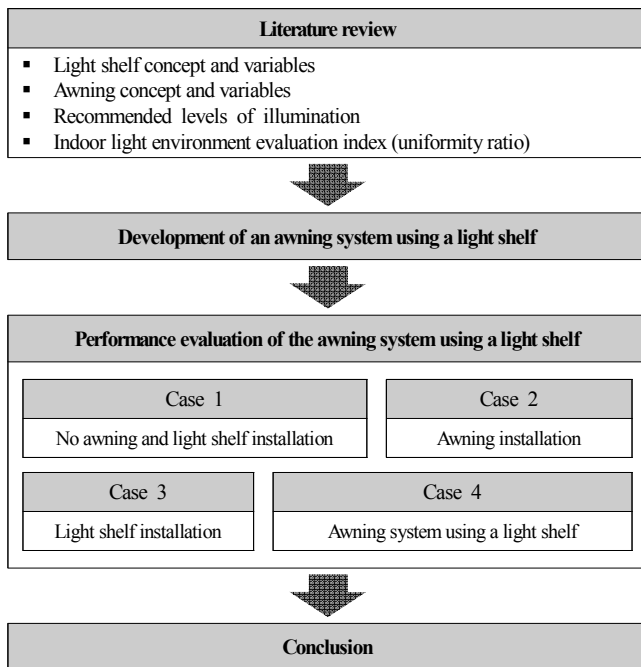 Literature review
▪ Light shelf concept and variables
▪ Awning concept and variables
▪ Recommended levels of illumination
▪ Indoor light environment evaluation index (uniformity ratio)
Development of an awning system using a light shelf
Performance evaluation of the awning system using a light shelf
Case 1
No awning and light shelf installation
Case 2
Awning installation
Case 3
Light shelf installation
Case 4
Awning system using a light shelf
Conclusion